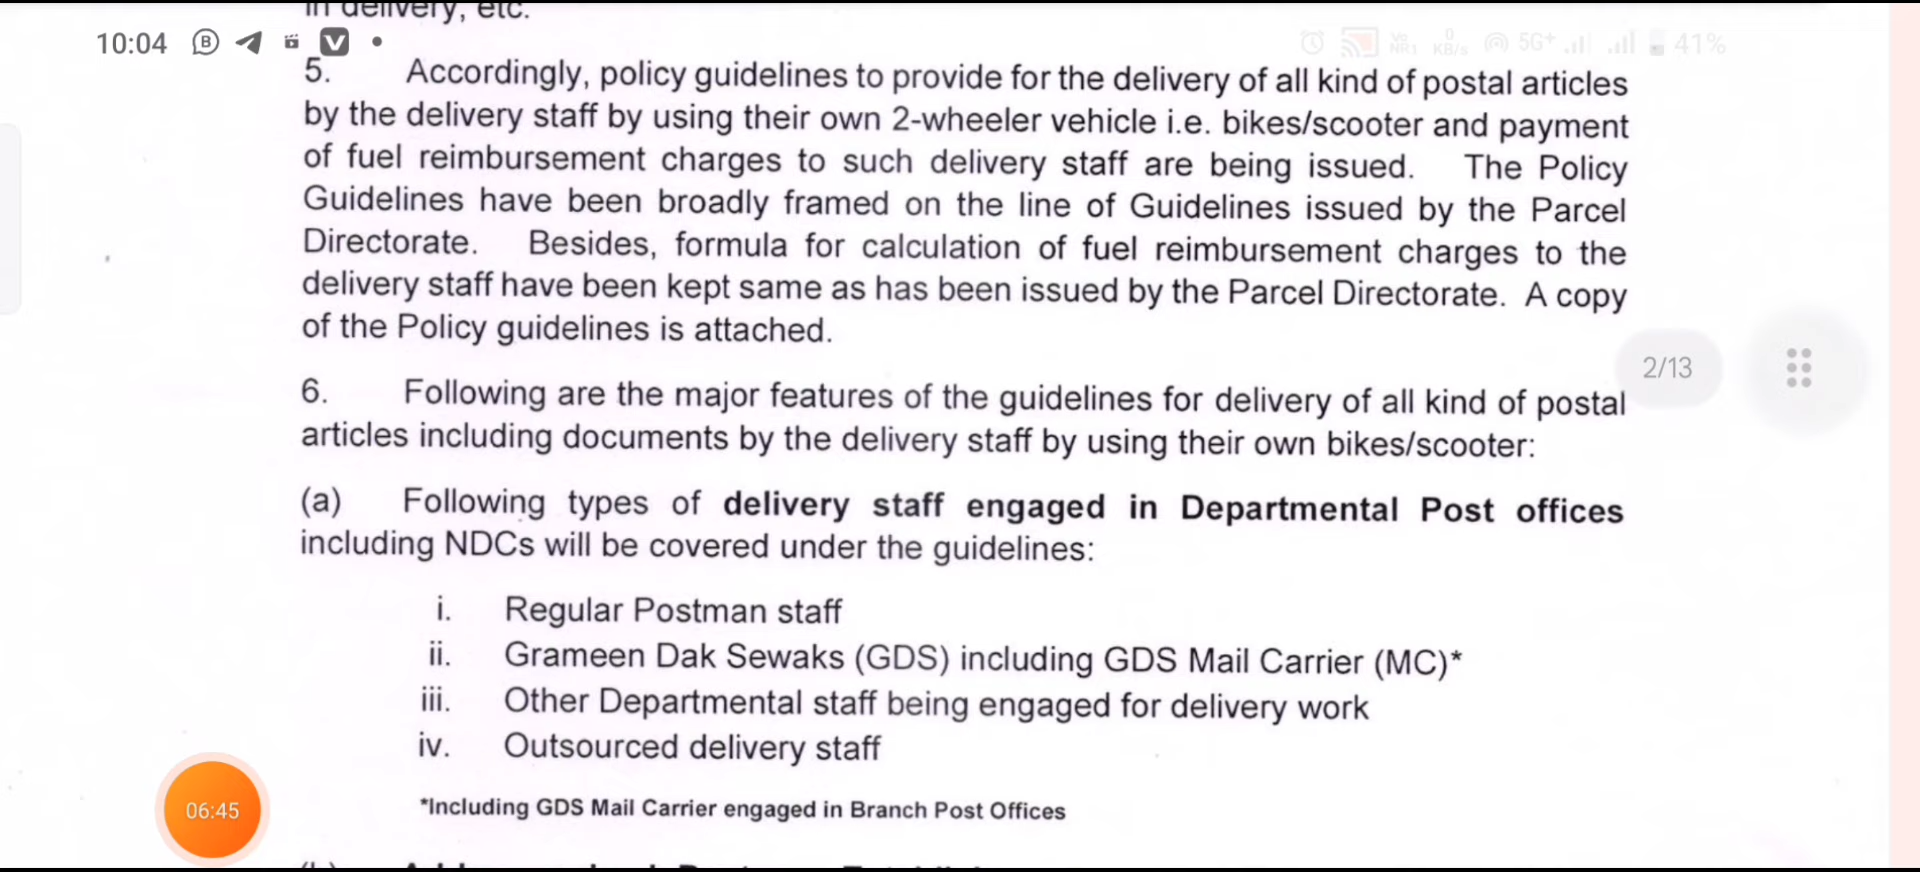 in delivery, etc.
10:04
VoNR1 0 KB/s 5G+ 41%
5. Accordingly, policy guidelines to provide for the delivery of all kind of postal articles
by the delivery staff by using their own 2-wheeler vehicle i.e. bikes/scooter and payment
of fuel reimbursement charges to such delivery staff are being issued. The Policy
Guidelines have been broadly framed on the line of Guidelines issued by the Parcel
Directorate. Besides, formula for calculation of fuel reimbursement charges to the
delivery staff have been kept same as has been issued by the Parcel Directorate. A copy
of the Policy guidelines is attached.
2/13
6. Following are the major features of the guidelines for delivery of all kind of postal
articles including documents by the delivery staff by using their own bikes/scooter:
(a) Following types of delivery staff engaged in Departmental Post offices
including NDCs will be covered under the guidelines:
i. Regular Postman staff
ii. Grameen Dak Sewaks (GDS) including GDS Mail Carrier (MC)*
iii. Other Departmental staff being engaged for delivery work
iv. Outsourced delivery staff
06:45
*Including GDS Mail Carrier engaged in Branch Post Offices